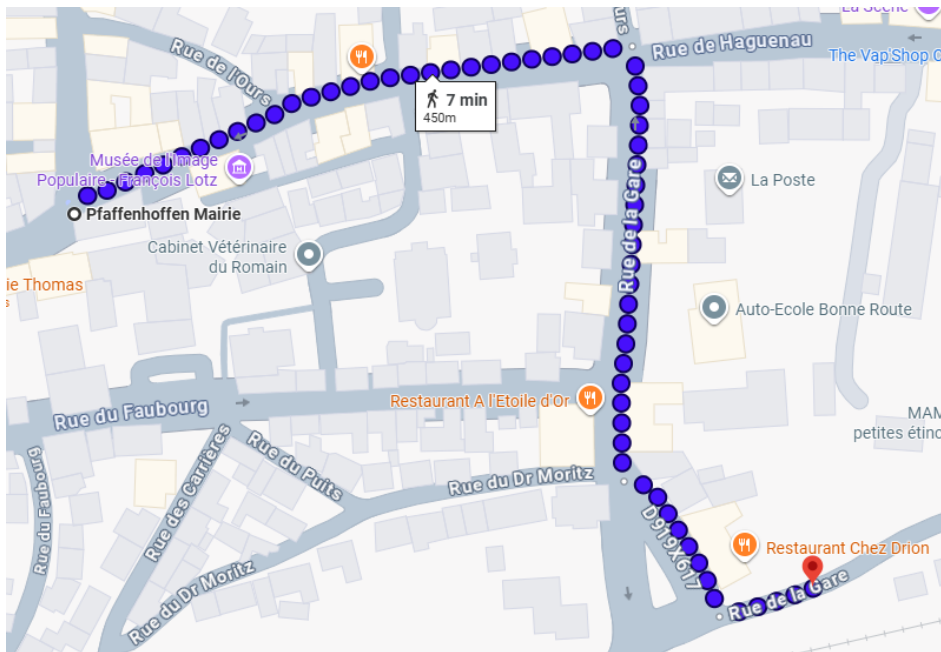 La Scène
Rue de Haguenau
The Vap'Shop
Rue de l'Ours
7 min
450m
Musée de l'Image
Populaire - François Lotz
Pfaffenhoffen Mairie
La Poste
Rue de la Gare
Cabinet Vétérinaire
du Romain
ie Thomas
Auto-Ecole Bonne Route
Restaurant A l'Etoile d'Or
Rue du Faubourg
MAM
petites étinc
Rue du Puits
Rue des Carrières
Rue du Faubourg
Rue du Dr Moritz
D919X617
Restaurant Chez Drion
Rue du Dr Moritz
Rue de la Gare